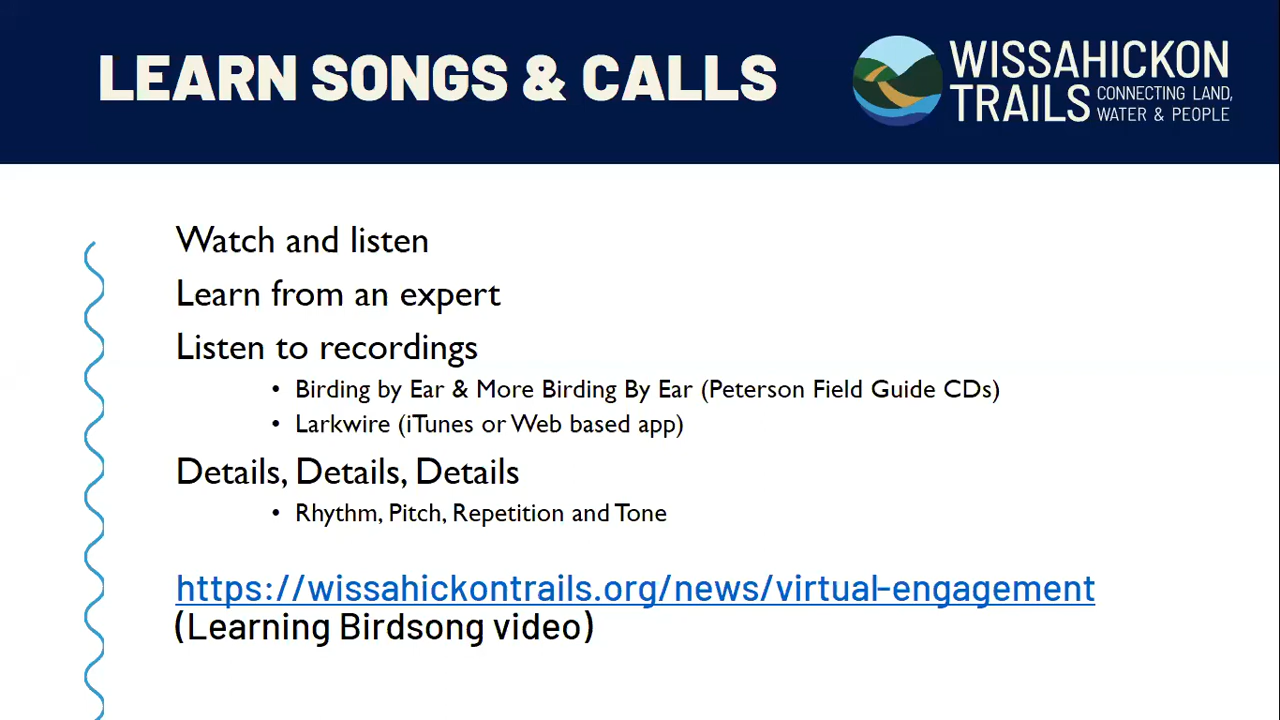 LEARN SONGS & CALLS
WISSAHICKON
TRAILS CONNECTING LAND,
WATER & PEOPLE
Watch and listen
Learn from an expert
Listen to recordings
• Birding by Ear & More Birding By Ear (Peterson Field Guide CDs)
• Larkwire (iTunes or Web based app)
Details, Details, Details
• Rhythm, Pitch, Repetition and Tone
https://wissahickontrails.org/news/virtual-engagement
(Learning Birdsong video)